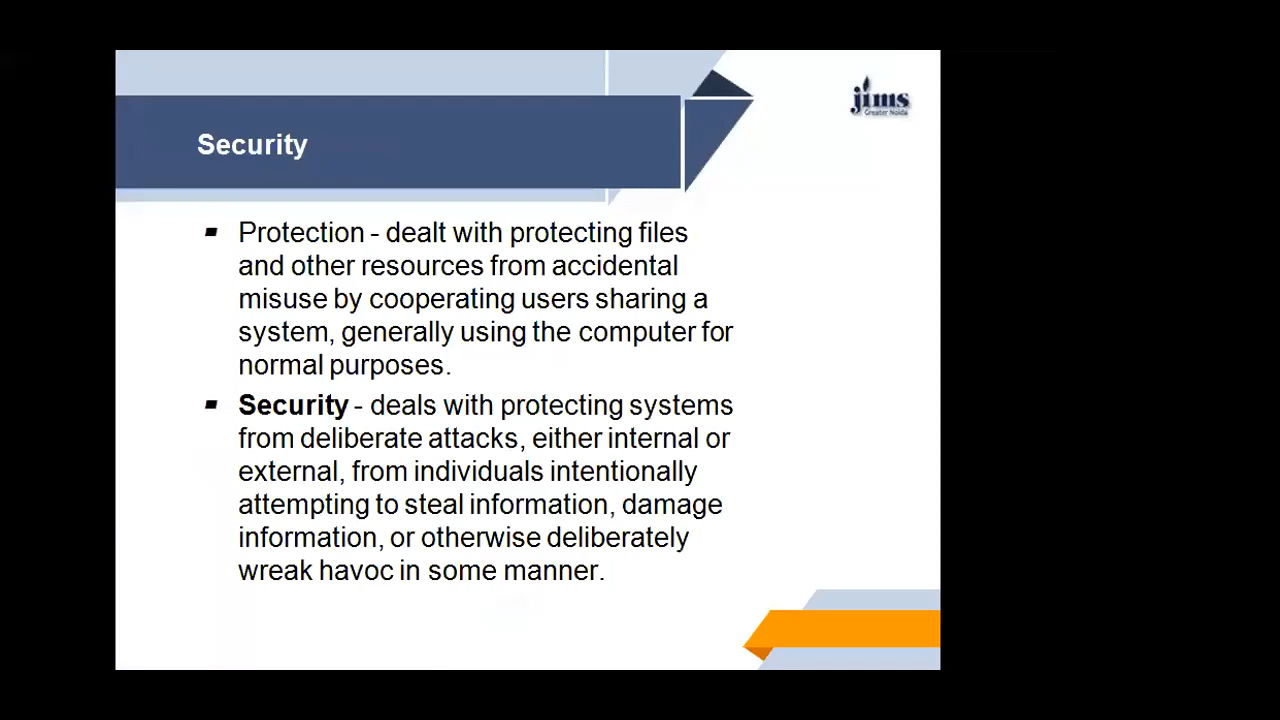 jims
Greater Noida
Security
Protection - dealt with protecting files
and other resources from accidental
misuse by cooperating users sharing a
system, generally using the computer for
normal purposes.
Security - deals with protecting systems
from deliberate attacks, either internal or
external, from individuals intentionally
attempting to steal information, damage
information, or otherwise deliberately
wreak havoc in some manner.